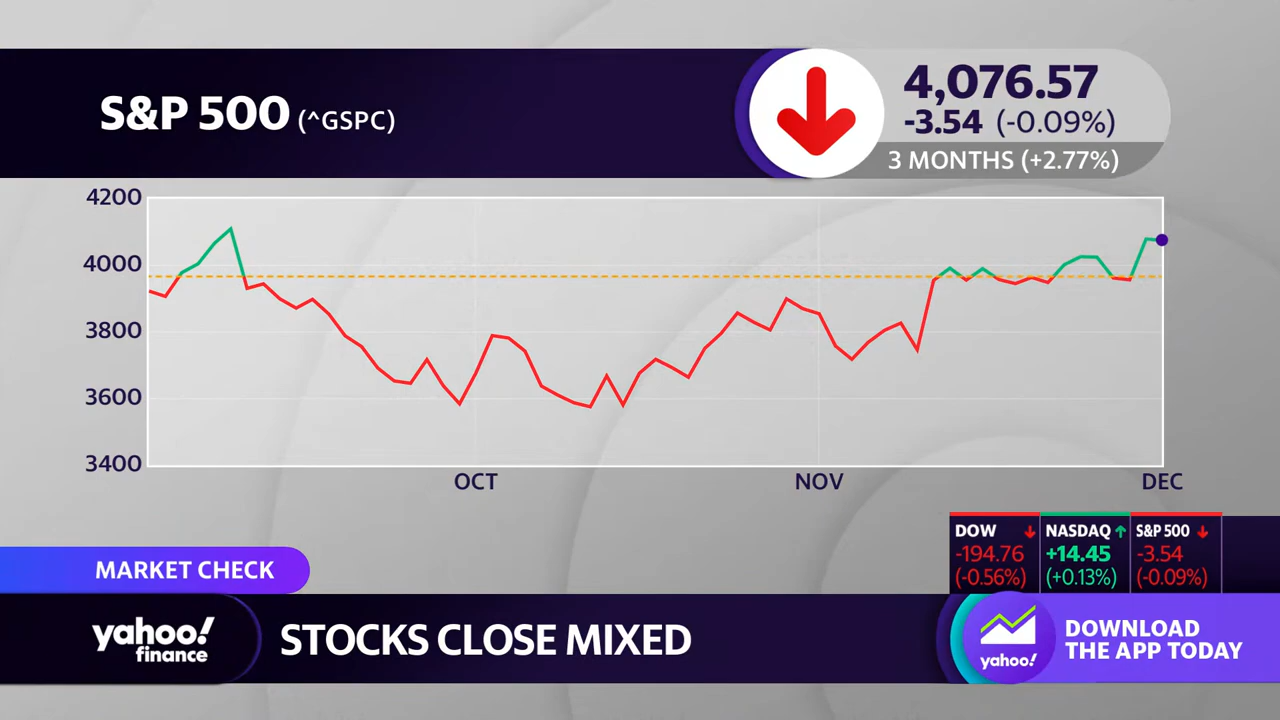 S&P 500 (^GSPC)
4,076.57
-3.54 (-0.09%)
3 MONTHS (+2.77%)
4200
4000
3800
3600
3400
OCT NOV DEC
DOW NASDAQ S&P 500
-194.76 +14.45 -3.54
(-0.56%) (+0.13%) (-0.09%)
MARKET CHECK
yahoo!
finance
STOCKS CLOSE MIXED
yahoo!
DOWNLOAD
THE APP TODAY